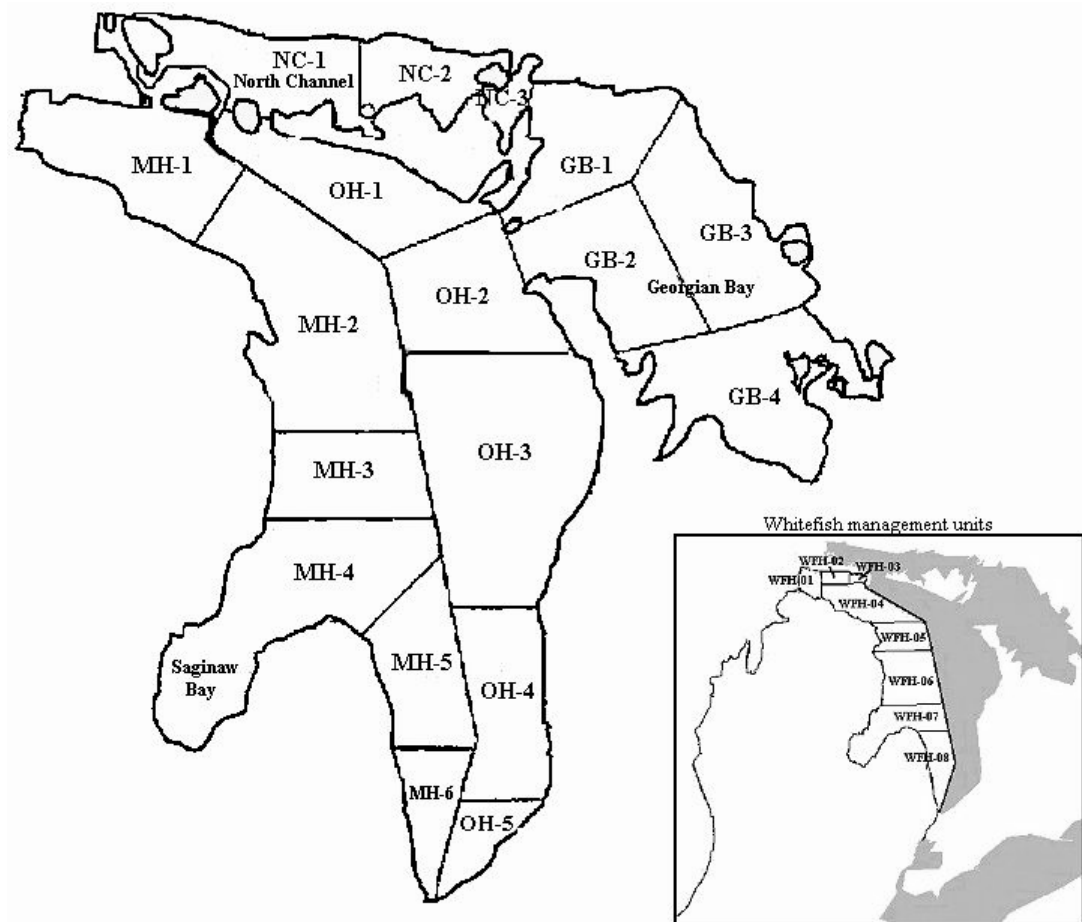 NC-1
North Channel
NC-2
NC-3
MH-1
OH-1
GB-1
GB-3
GB-2
Georgian Bay
OH-2
MH-2
GB-4
OH-3
MH-3
Whitefish management units
MH-4
WFH-02
WFH-03
WFH-01
WFH-04
WFH-05
MH-5
Saginaw
Bay
OH-4
WFH-06
WFH-07
WFH-08
MH-6
OH-5